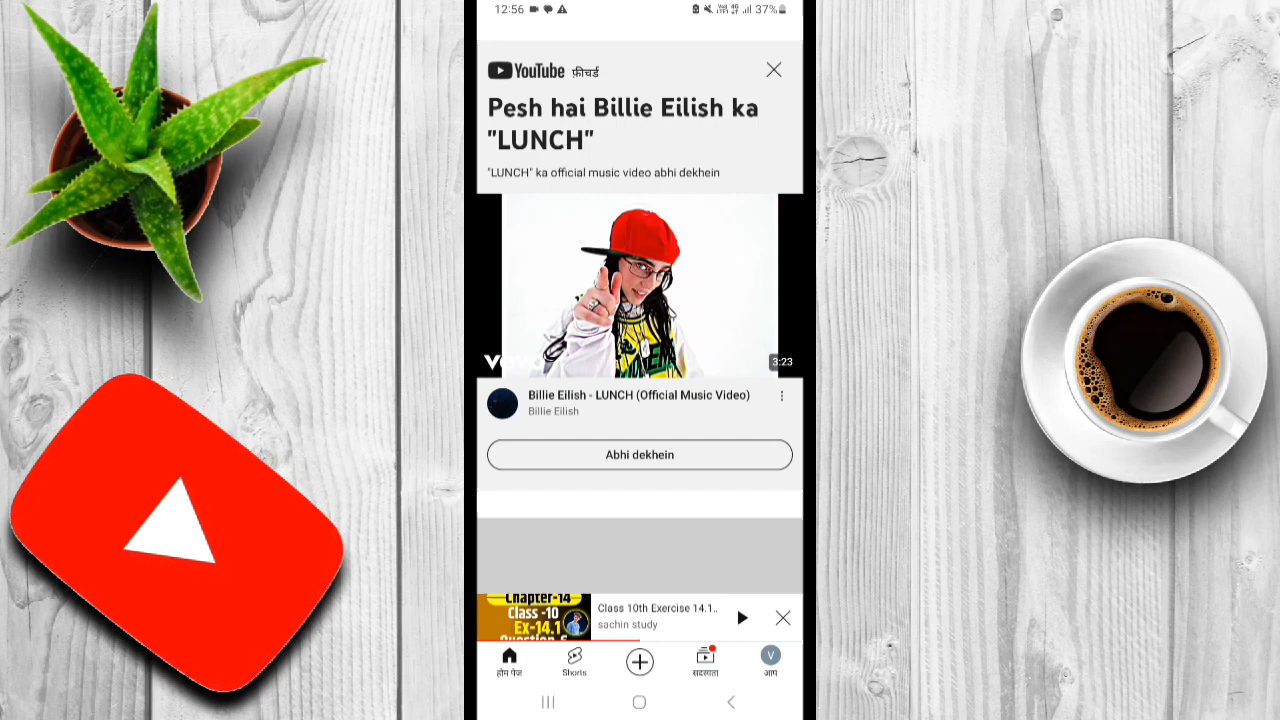 12:56
37%
YouTube फ़ीचर्ड
Pesh hai Billie Eilish ka
"LUNCH"
"LUNCH" ka official music video abhi dekhein
vevo
3:23
Billie Eilish - LUNCH (Official Music Video)
Billie Eilish
Abhi dekhein
Chapter-14
Class -10
Ex-14.1
Class 10th Exercise 14.1..
sachin study
होम पेज
Shorts
सदस्यता
V
आप